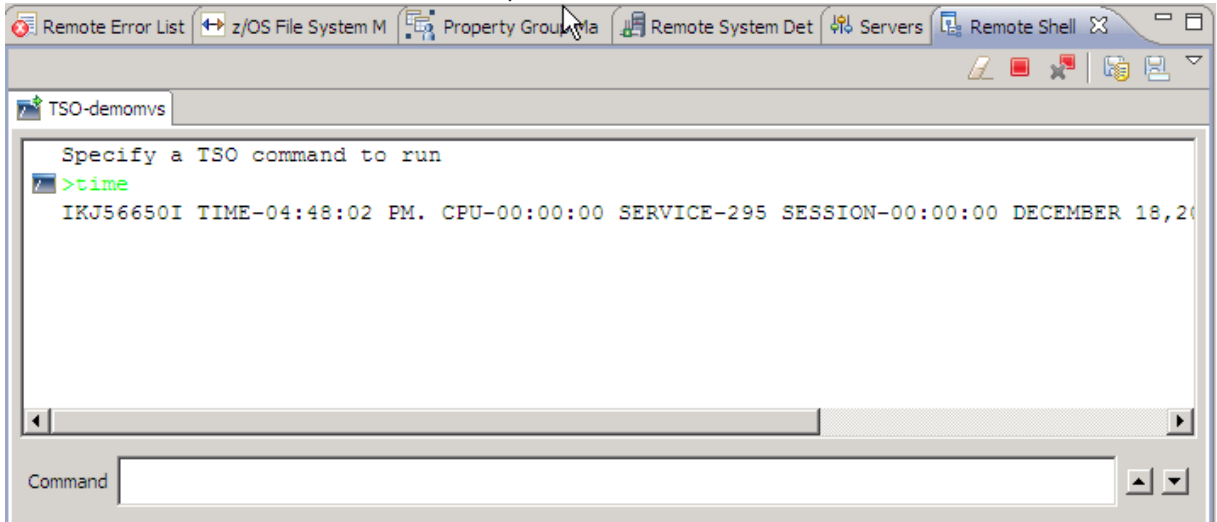 Remote Error List z/OS File System M Property Group Ma Remote System Det Servers Remote Shell
TSO-demomvs
Specify a TSO command to run
>time
IKJ56650I TIME-04:48:02 PM. CPU-00:00:00 SERVICE-295 SESSION-00:00:00 DECEMBER 18,20
Command